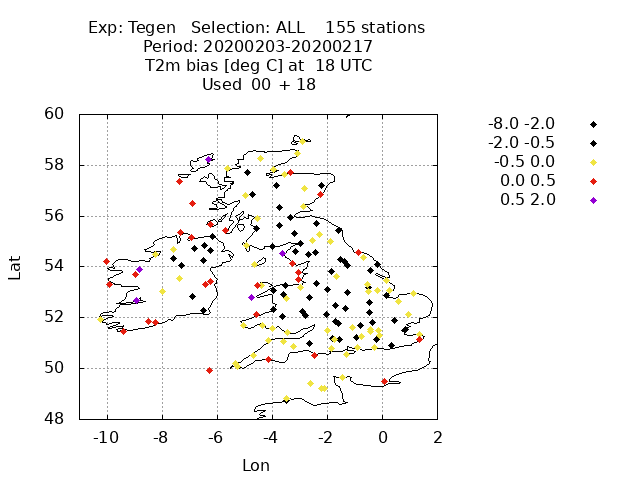 Exp: Tegen Selection: ALL 155 stations
Period: 20200203-20200217
T2m bias [deg C] at 18 UTC
Used 00 + 18
-8.0 -2.0
-2.0 -0.5
-0.5 0.0
0.0 0.5
0.5 2.0
60
58
56
54
52
50
48
Lat
-10 -8 -6 -4 -2 0 2
Lon